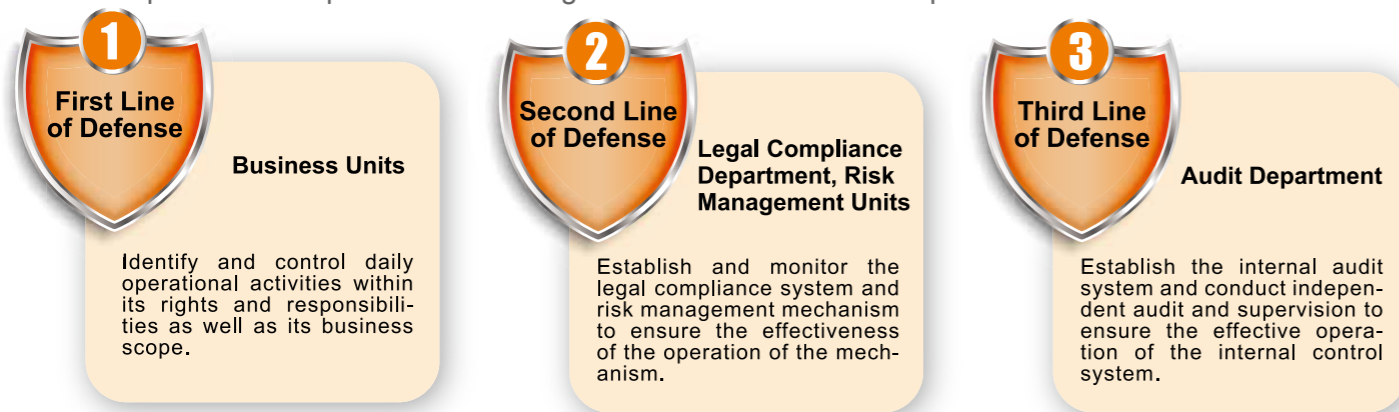 1
First Line
of Defense
Business Units
Identify and control daily
operational activities within
its rights and responsibili-
ties as well as its business
scope.
2
Second Line
of Defense
Legal Compliance
Department, Risk
Management Units
Establish and monitor the
legal compliance system and
risk management mechanism
to ensure the effectiveness
of the operation of the mech-
anism.
3
Third Line
of Defense
Audit Department
Establish the internal audit
system and conduct indepen-
dent audit and supervision to
ensure the effective opera-
tion of the internal control
system.